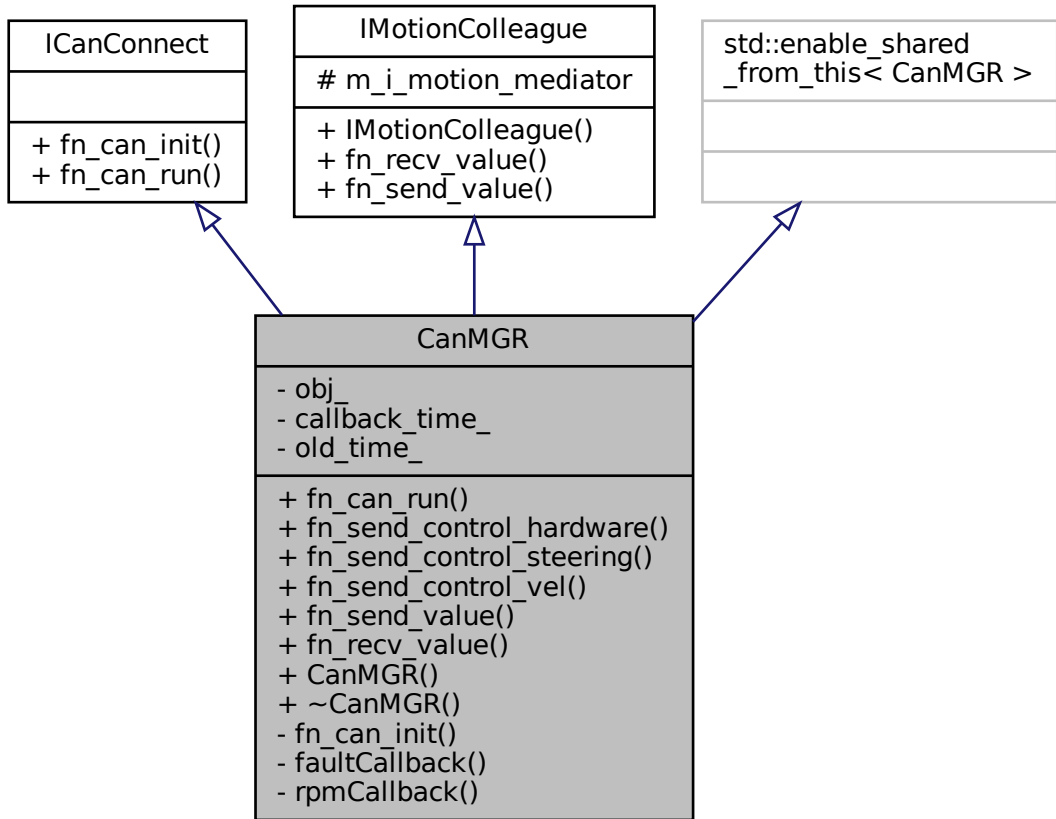 ICanConnect
+ fn_can_init()
+ fn_can_run()
IMotionColleague
# m_i_motion_mediator
+ IMotionColleague()
+ fn_recv_value()
+ fn_send_value()
std::enable_shared
_from_this< CanMGR >
CanMGR
- obj_
- callback_time_
- old_time_
+ fn_can_run()
+ fn_send_control_hardware()
+ fn_send_control_steering()
+ fn_send_control_vel()
+ fn_send_value()
+ fn_recv_value()
+ CanMGR()
+ ~CanMGR()
- fn_can_init()
- faultCallback()
- rpmCallback()